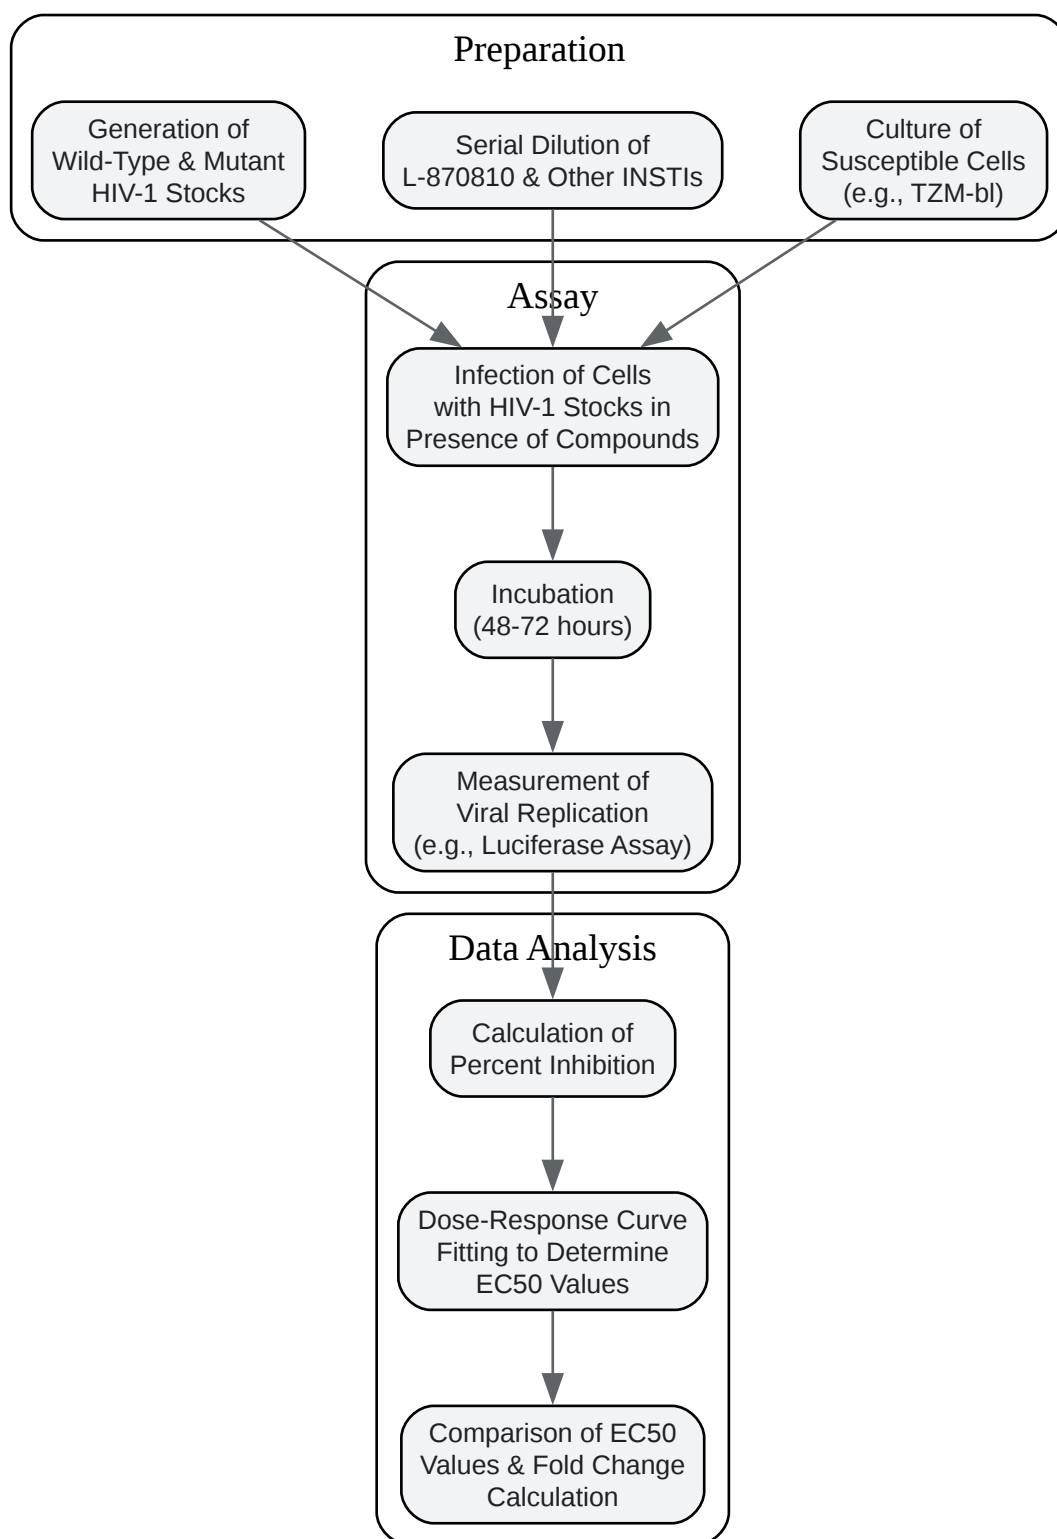 Preparation
Generation of
Wild-Type & Mutant
HIV-1 Stocks
Serial Dilution of
L-870810 & Other INSTIs
Culture of
Susceptible Cells
(e.g., TZM-bl)
Assay
Infection of Cells
with HIV-1 Stocks in
Presence of Compounds
Incubation
(48-72 hours)
Measurement of
Viral Replication
(e.g., Luciferase Assay)
Data Analysis
Calculation of
Percent Inhibition
Dose-Response Curve
Fitting to Determine
EC50 Values
Comparison of EC50
Values & Fold Change
Calculation